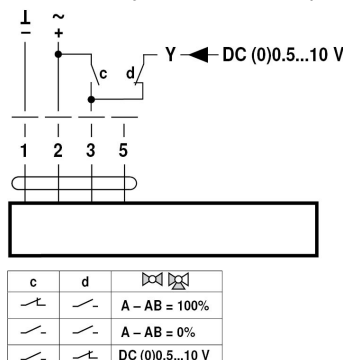 ⊥ ~
– +
c d Y DC (0)0.5...10 V
1 2 3 5
c d
A – AB = 100%
A – AB = 0%
DC (0)0.5...10 V